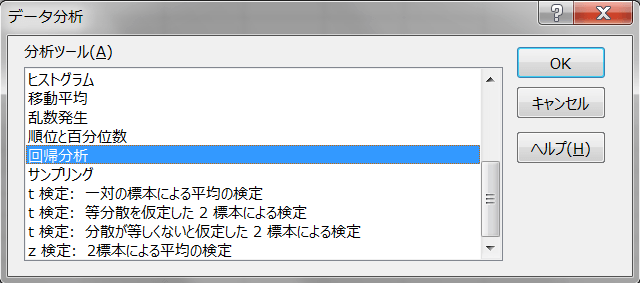 データ分析
分析ツール(A)
ヒストグラム
移動平均
乱数発生
順位と百分位数
回帰分析
サンプリング
t 検定: 一対の標本による平均の検定
t 検定: 等分散を仮定した 2 標本による検定
t 検定: 分散が等しくないと仮定した 2 標本による検定
z 検定: 2標本による平均の検定
OK
キャンセル
ヘルプ(H)